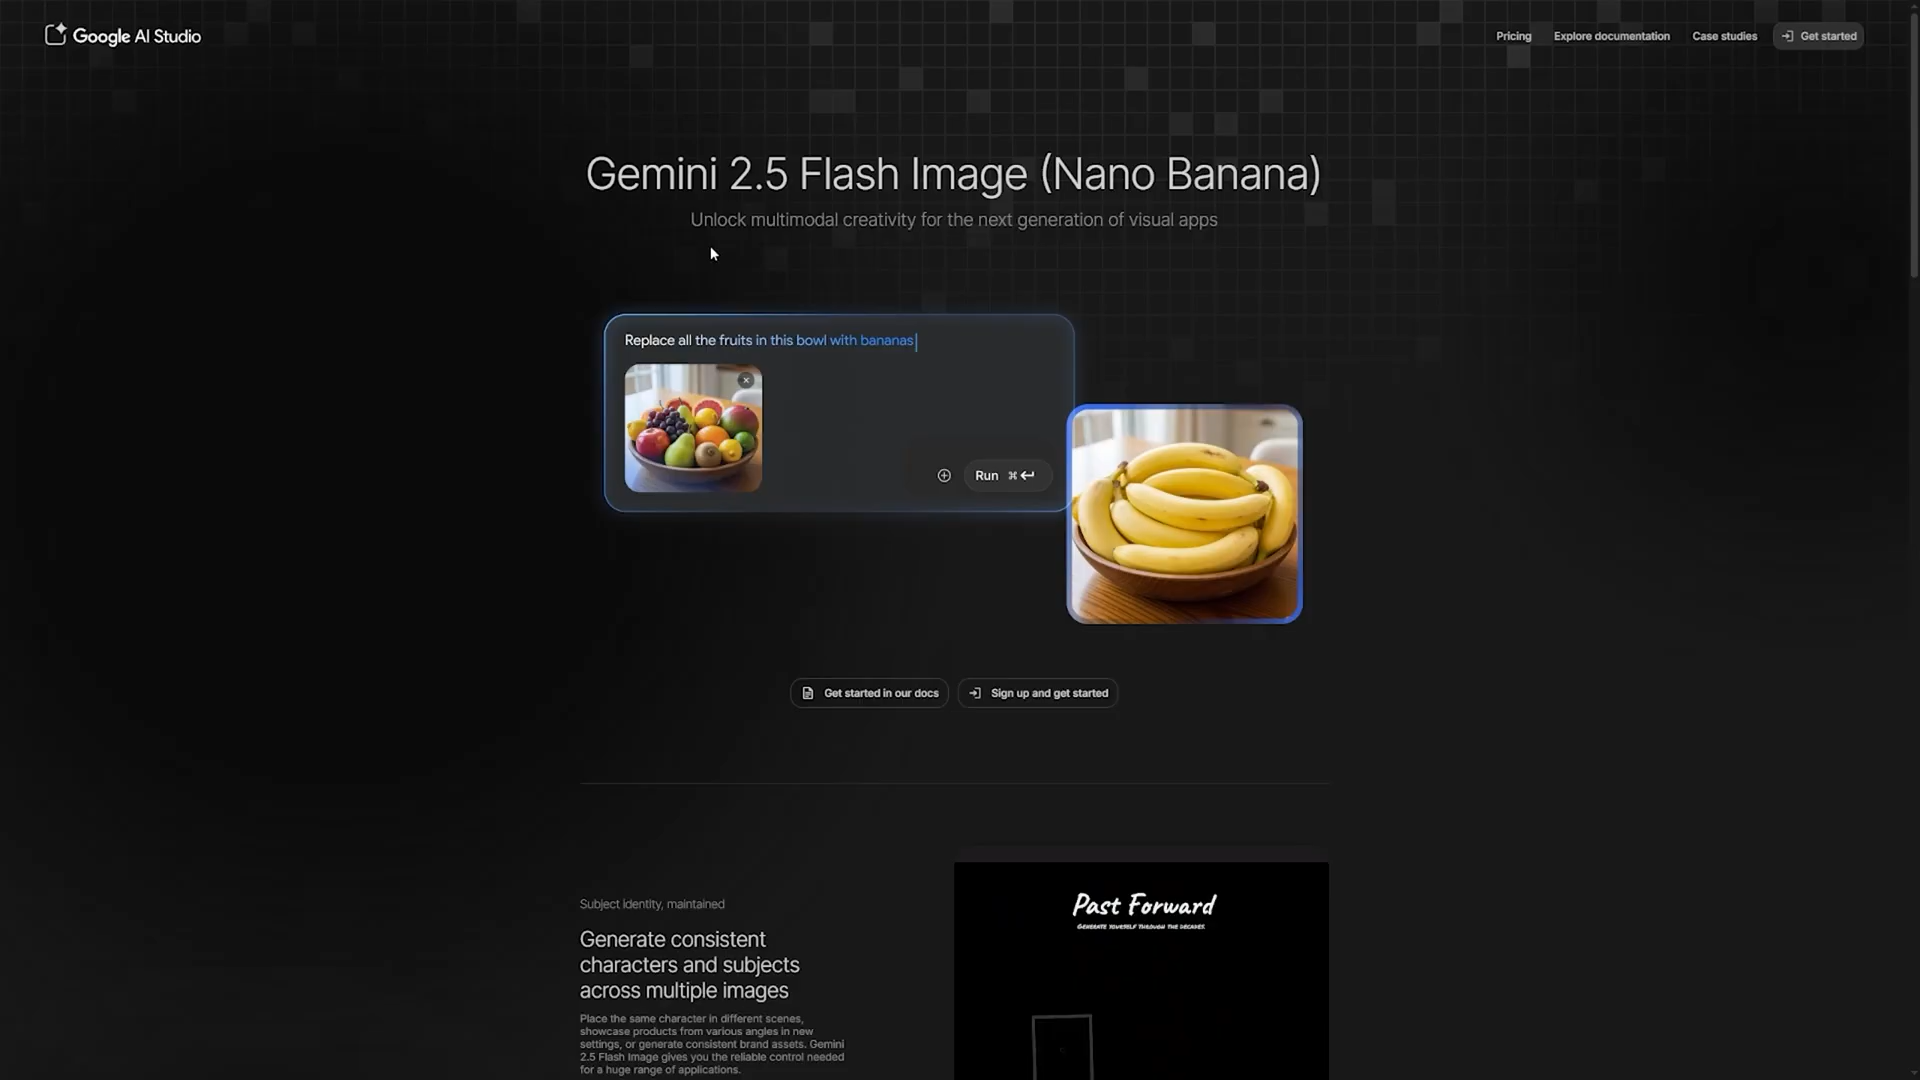 Google AI Studio
Pricing
Explore documentation
Case studies
Get started
Gemini 2.5 Flash Image (Nano Banana)
Unlock multimodal creativity for the next generation of visual apps
Replace all the fruits in this bowl with bananas
Run ⌘
Get started in our docs
Sign up and get started
Subject identity, maintained
Generate consistent
characters and subjects
across multiple images
Place the same character in different scenes,
showcase products from various angles in new
settings, or generate consistent brand assets. Gemini
2.5 Flash Image gives you the reliable control needed
for a huge range of applications.
Past Forward
Generate yourself through the decades.